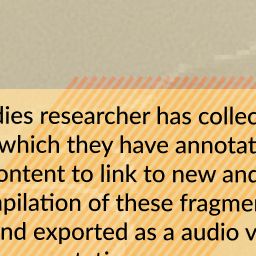 dies researcher has collec
which they have annotat
ontent to link to new and
pilation of these fragmen
nd exported as a audio v